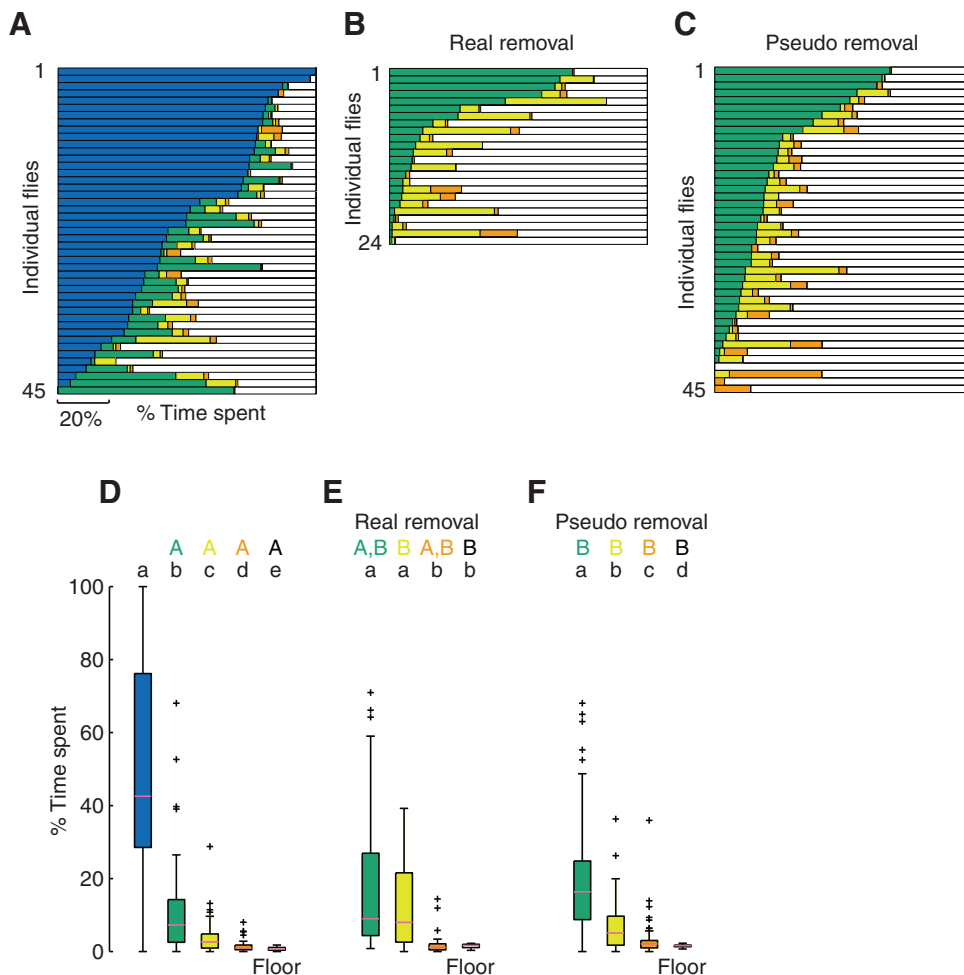 A
1
Individual flies
45
20%
% Time spent
B
Real removal
1
Individual flies
24
C
Pseudo removal
1
Individual flies
45
D
A A A A
a b c d e
100
80
60
40
20
0
% Time spent
Floor
E
Real removal
A,B B A,B B
a a b b
Floor
F
Pseudo removal
B B B B
a b c d
Floor